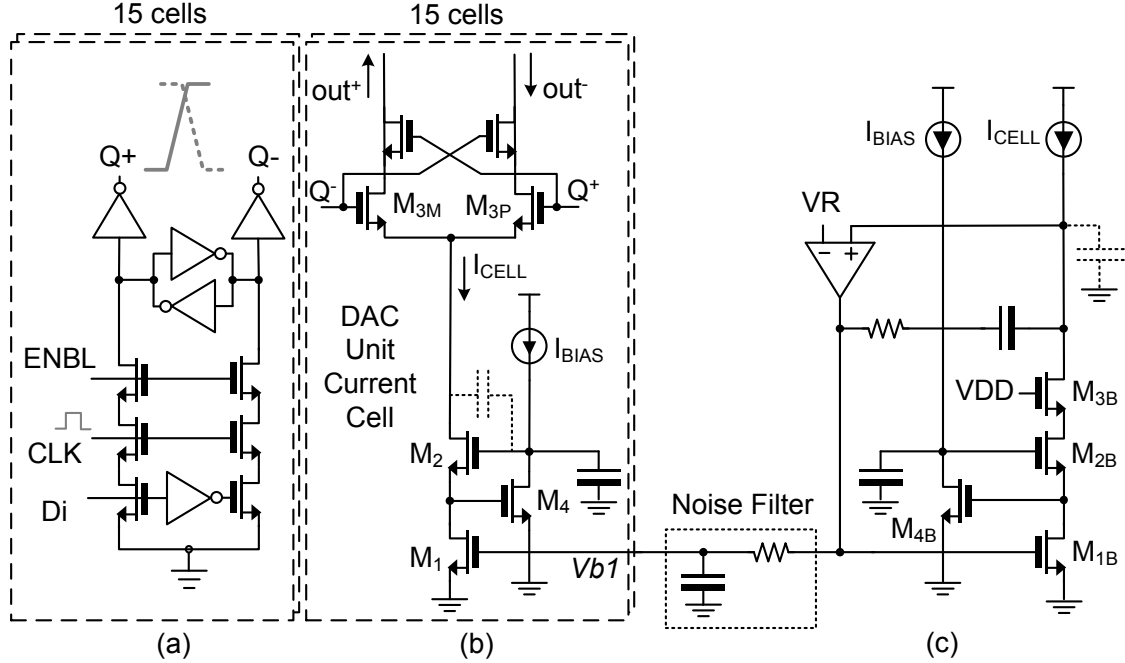 15 cells
15 cells
out+
out-
IBIAS
ICELL
Q+
Q-
Q-
Q+
M3M
M3P
VR
- +
ICELL
DAC
Unit
Current
Cell
IBIAS
ENBL
VDD
M3B
CLK
M2
M2B
Di
M4
Noise Filter
M4B
M1
Vb1
M1B
(a)
(b)
(c)